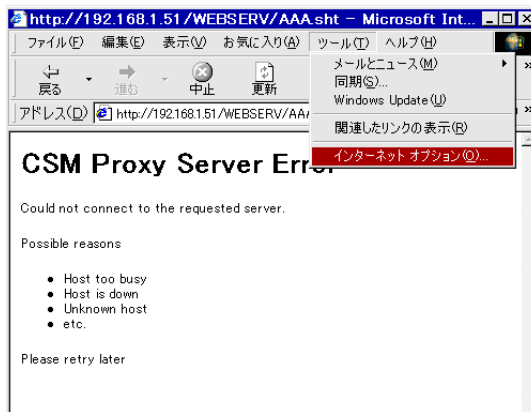 http://192.168.1.51/WEBSERV/AAA.sht - Microsoft Int...
ファイル(F) 編集(E) 表示(V) お気に入り(A) ツール(T) ヘルプ(H)
戻る 進む 中止 更新
メールとニュース(M)
同期(S)...
Windows Update(U)
関連したリンクの表示(R)
インターネット オプション(O)...
アドレス(D) http://192.168.1.51/WEBSERV/AA
CSM Proxy Server Error
Could not connect to the requested server.
Possible reasons
● Host too busy
● Host is down
● Unknown host
● etc.
Please retry later